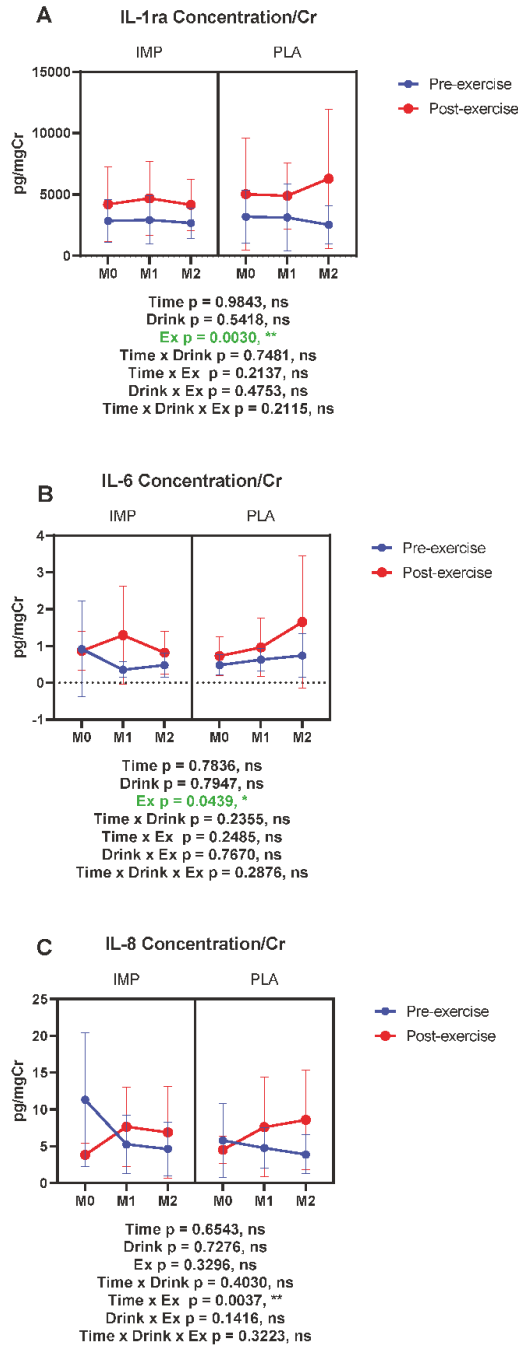 A
IL-1ra Concentration/Cr
IMP PLA
15000
10000
5000
0
pg/mgCr
M0 M1 M2 M0 M1 M2
Pre-exercise
Post-exercise
Time p = 0.9843, ns
Drink p = 0.5418, ns
Ex p = 0.0030, **
Time x Drink p = 0.7481, ns
Time x Ex p = 0.2137, ns
Drink x Ex p = 0.4753, ns
Time x Drink x Ex p = 0.2115, ns
B
IL-6 Concentration/Cr
IMP PLA
4
3
2
1
0
-1
pg/mgCr
M0 M1 M2 M0 M1 M2
Pre-exercise
Post-exercise
Time p = 0.7836, ns
Drink p = 0.7947, ns
Ex p = 0.0439, *
Time x Drink p = 0.2355, ns
Time x Ex p = 0.2485, ns
Drink x Ex p = 0.7670, ns
Time x Drink x Ex p = 0.2876, ns
C
IL-8 Concentration/Cr
IMP PLA
25
20
15
10
5
0
pg/mgCr
M0 M1 M2 M0 M1 M2
Pre-exercise
Post-exercise
Time p = 0.6543, ns
Drink p = 0.7276, ns
Ex p = 0.3296, ns
Time x Drink p = 0.4030, ns
Time x Ex p = 0.0037, **
Drink x Ex p = 0.1416, ns
Time x Drink x Ex p = 0.3223, ns